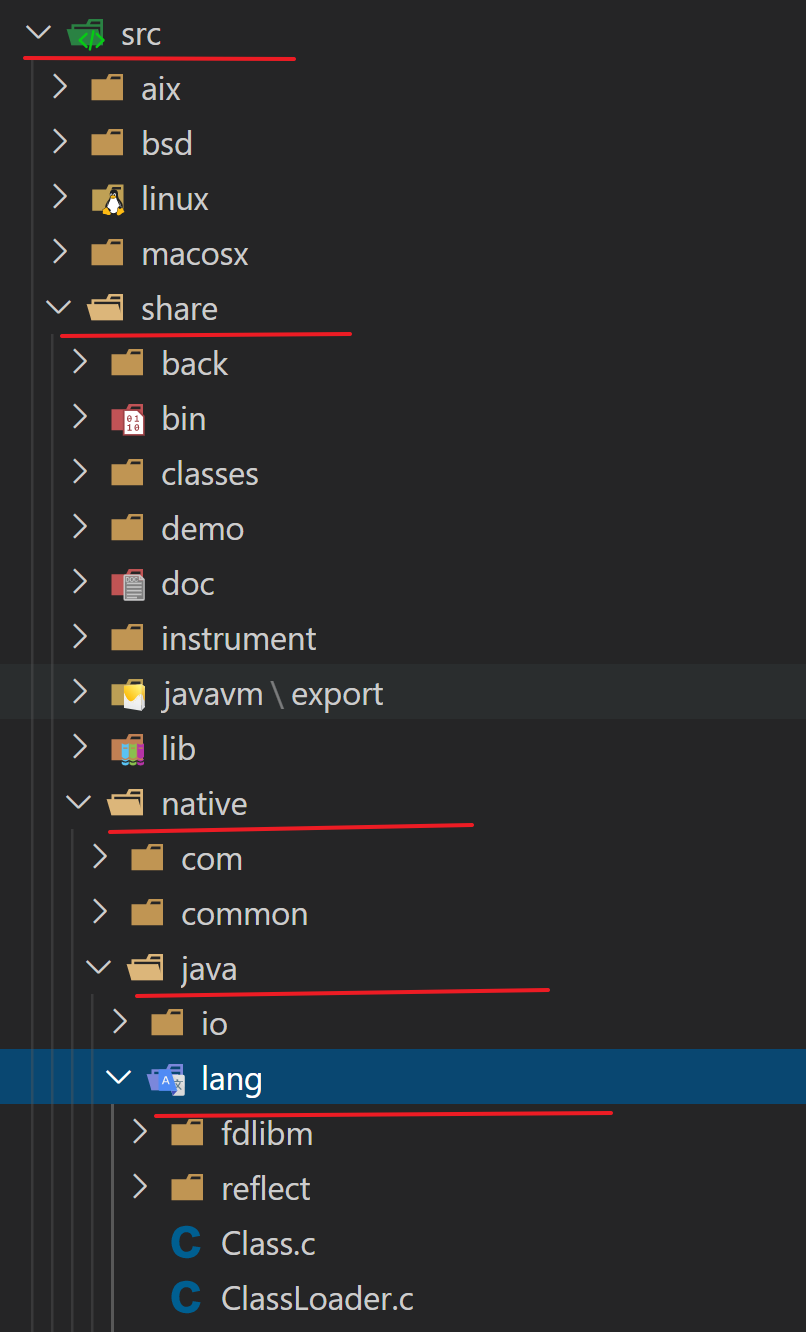 src
aix
bsd
linux
macosx
share
back
bin
classes
demo
doc
instrument
javavm \ export
lib
native
com
common
java
io
lang
fdlibm
reflect
C Class.c
C ClassLoader.c